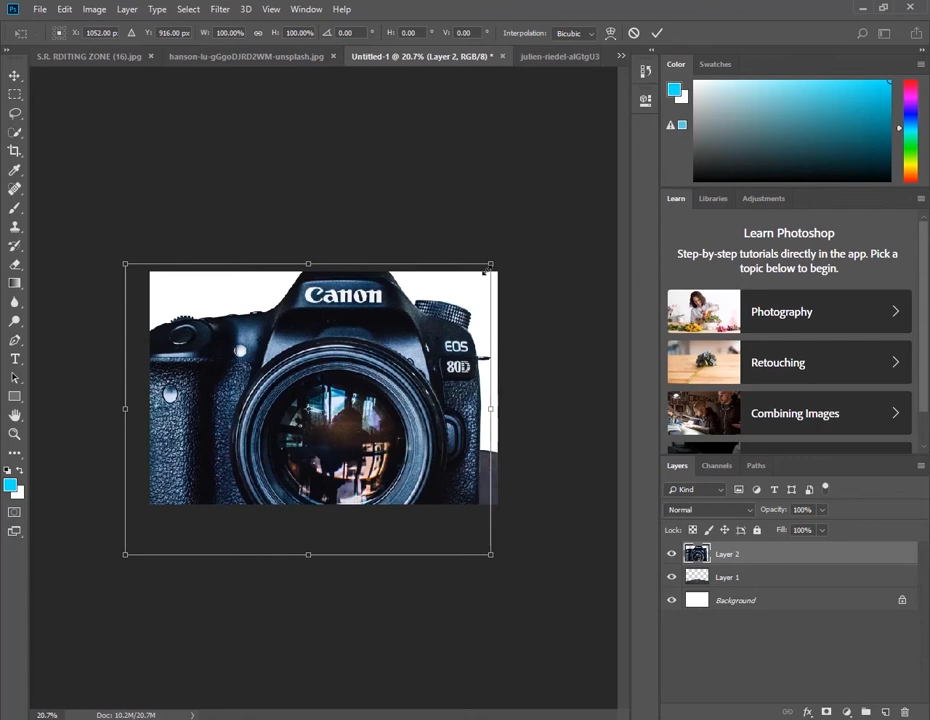 Ps File Edit Image Layer Type Select Filter 3D View Window Help
X: 1052.00 px Y: 916.00 px W: 100.00% H: 100.00% 0.00 ° H: 0.00 ° V: 0.00 ° Interpolation: Bicubic
S.R. RDITING ZONE (16).jpg × hanson-lu-gGgoDJRD2WM-unsplash.jpg × Untitled-1 @ 20.7% (Layer 2, RGB/8) * × julien-riedel-alGtgU3
Color Swatches
Learn Libraries Adjustments
Learn Photoshop
Step-by-step tutorials directly in the app. Pick a
topic below to begin.
Photography
Retouching
Combining Images
Canon
EOS
80D
Layers Channels Paths
Kind
Normal Opacity: 100%
Lock: Fill: 100%
Layer 2
Layer 1
Background
fx
20.7% Doc: 10.2M/20.7M